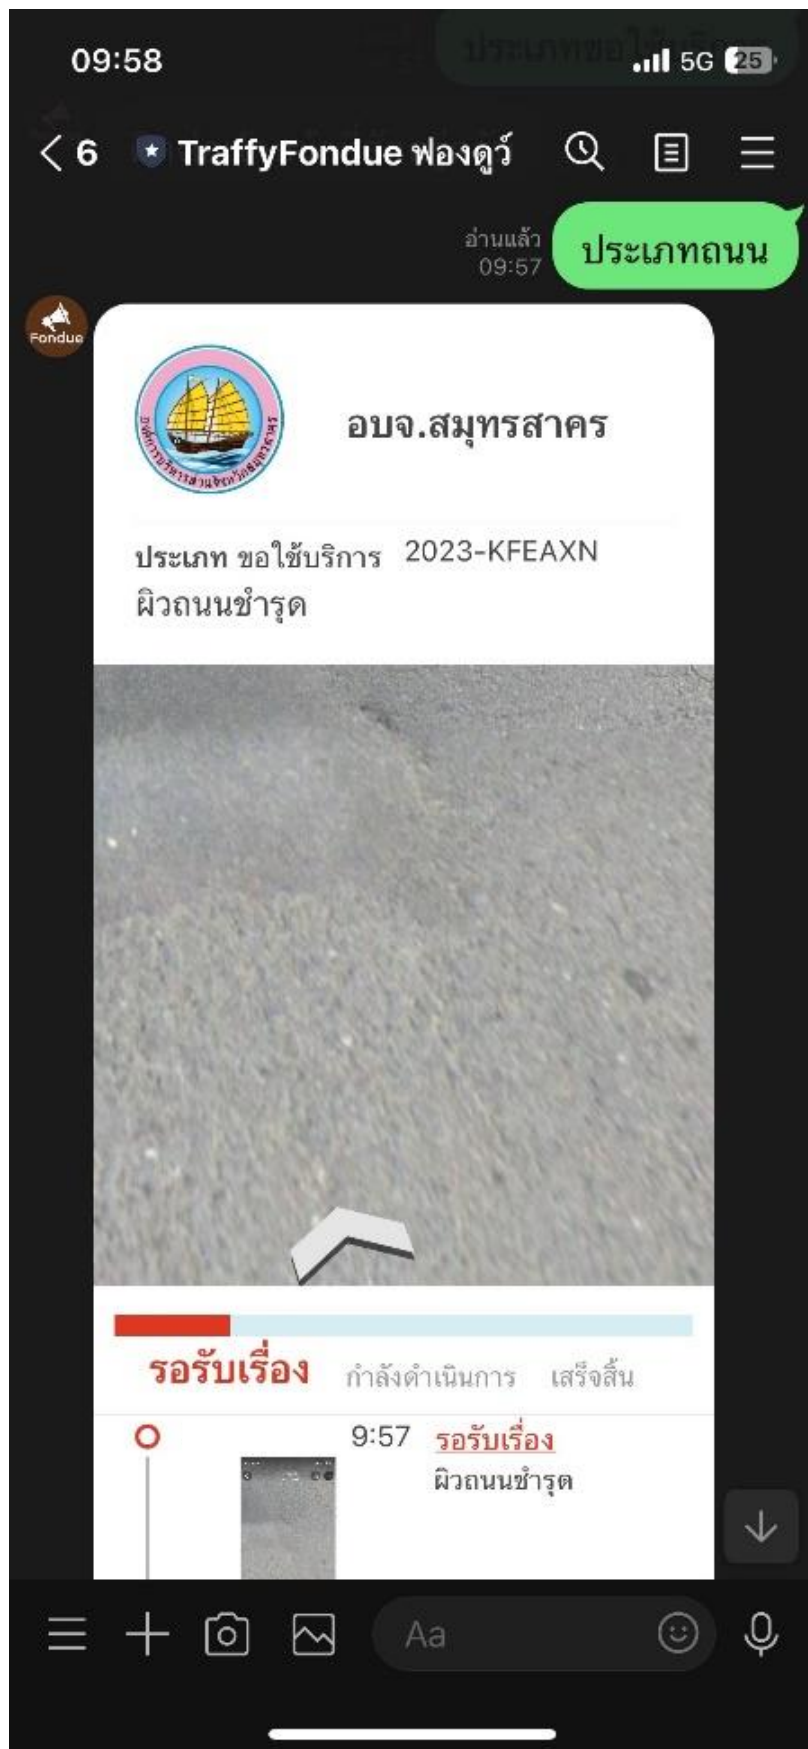 09:58
5G 25
6 TraffyFondue ฟองดูว์
ประเภทถนน
อ่านแล้ว
09:57
Fondue
อบจ.สมุทรสาคร
ประเภท ขอใช้บริการ 2023-KFEAXN
ผิวถนนชำรุด
รอรับเรื่อง กำลังดำเนินการ เสร็จสิ้น
9:57 รอรับเรื่อง
ผิวถนนชำรุด
Aa